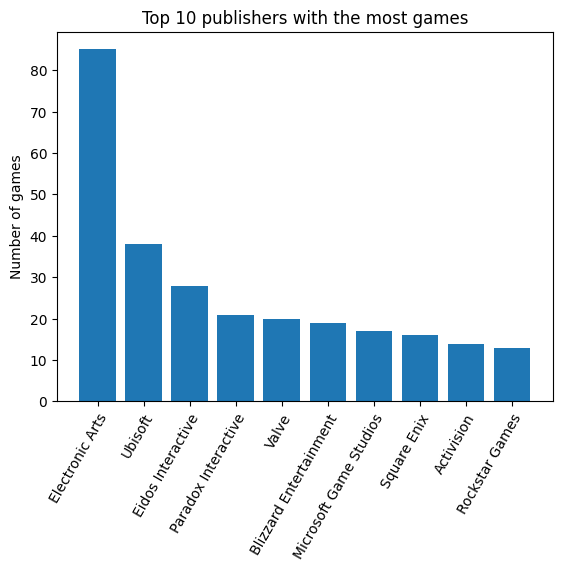 Top 10 publishers with the most games
Number of games
80
70
60
50
40
30
20
10
0
Electronic Arts
Ubisoft
Eidos Interactive
Paradox Interactive
Valve
Blizzard Entertainment
Microsoft Game Studios
Square Enix
Activision
Rockstar Games